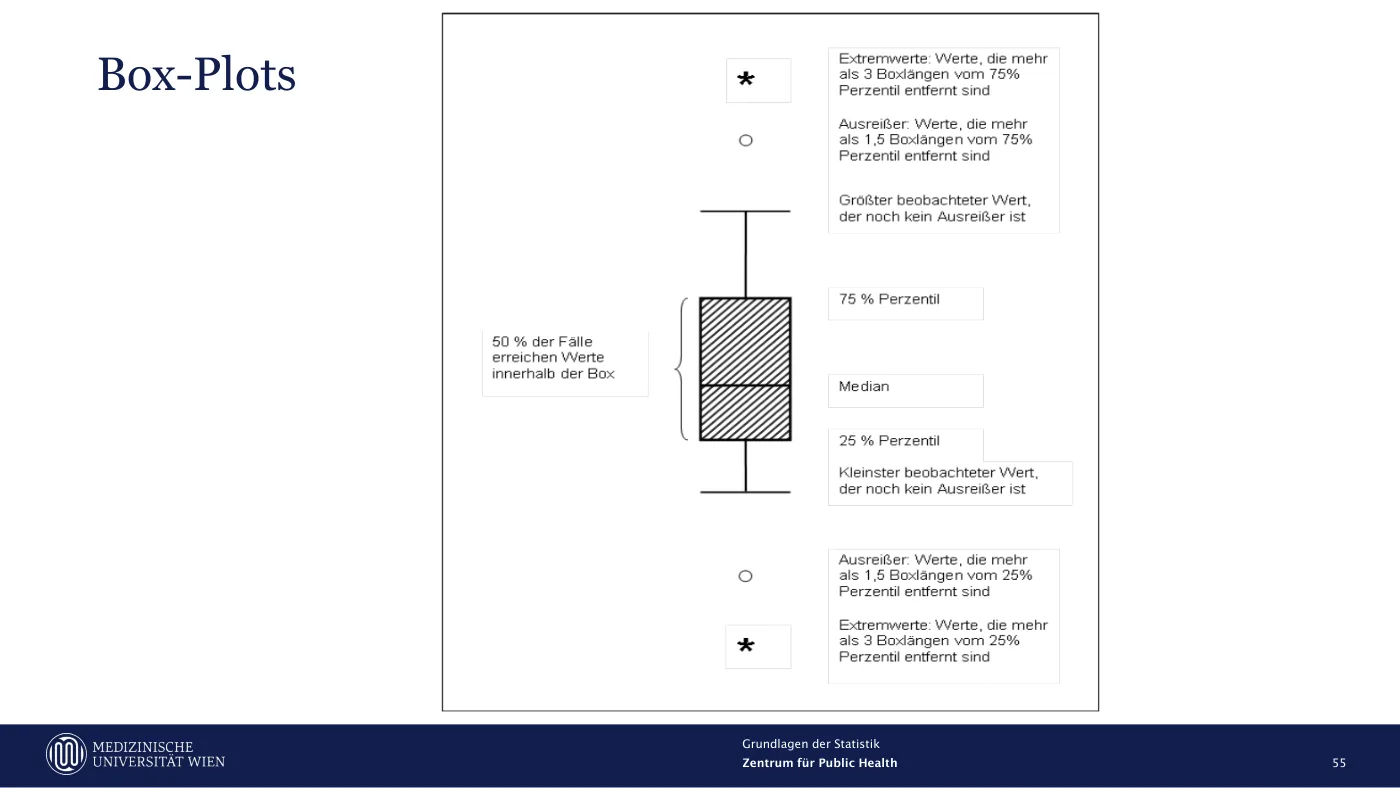 Box-Plots
*
Extremwerte: Werte, die mehr
als 3 Boxlängen vom 75%
Perzentil entfernt sind
Ausreißer: Werte, die mehr
als 1,5 Boxlängen vom 75%
Perzentil entfernt sind
Größter beobachteter Wert,
der noch kein Ausreißer ist
75 % Perzentil
50 % der Fälle
erreichen Werte
innerhalb der Box
Median
25 % Perzentil
Kleinster beobachteter Wert,
der noch kein Ausreißer ist
Ausreißer: Werte, die mehr
als 1,5 Boxlängen vom 25%
Perzentil entfernt sind
*
Extremwerte: Werte, die mehr
als 3 Boxlängen vom 25%
Perzentil entfernt sind
MEDIZINISCHE
UNIVERSITÄT WIEN
Grundlagen der Statistik
Zentrum für Public Health
55